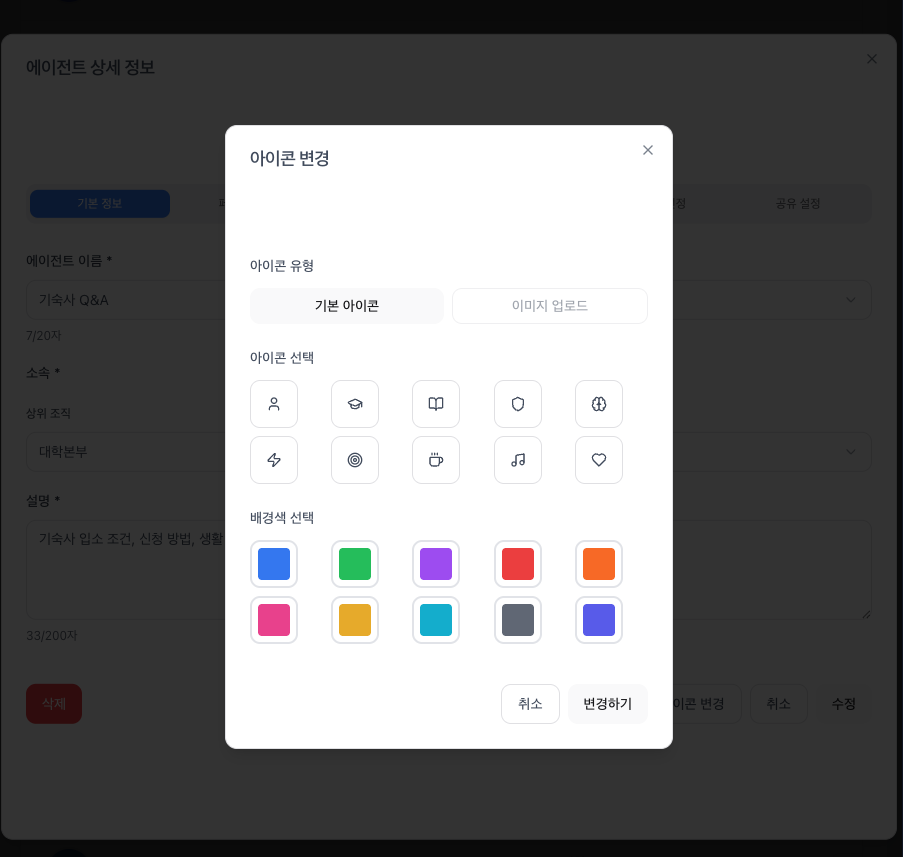 에이전트 상세 정보
아이콘 변경
기본 정보
공유 설정
에이전트 이름 *
아이콘 유형
기숙사 Q&A
기본 아이콘
이미지 업로드
7/20자
아이콘 선택
소속 *
상위 조직
대학본부
설명 *
배경색 선택
기숙사 입소 조건, 신청 방법, 생활
33/200자
삭제
취소
변경하기
변경
취소
수정